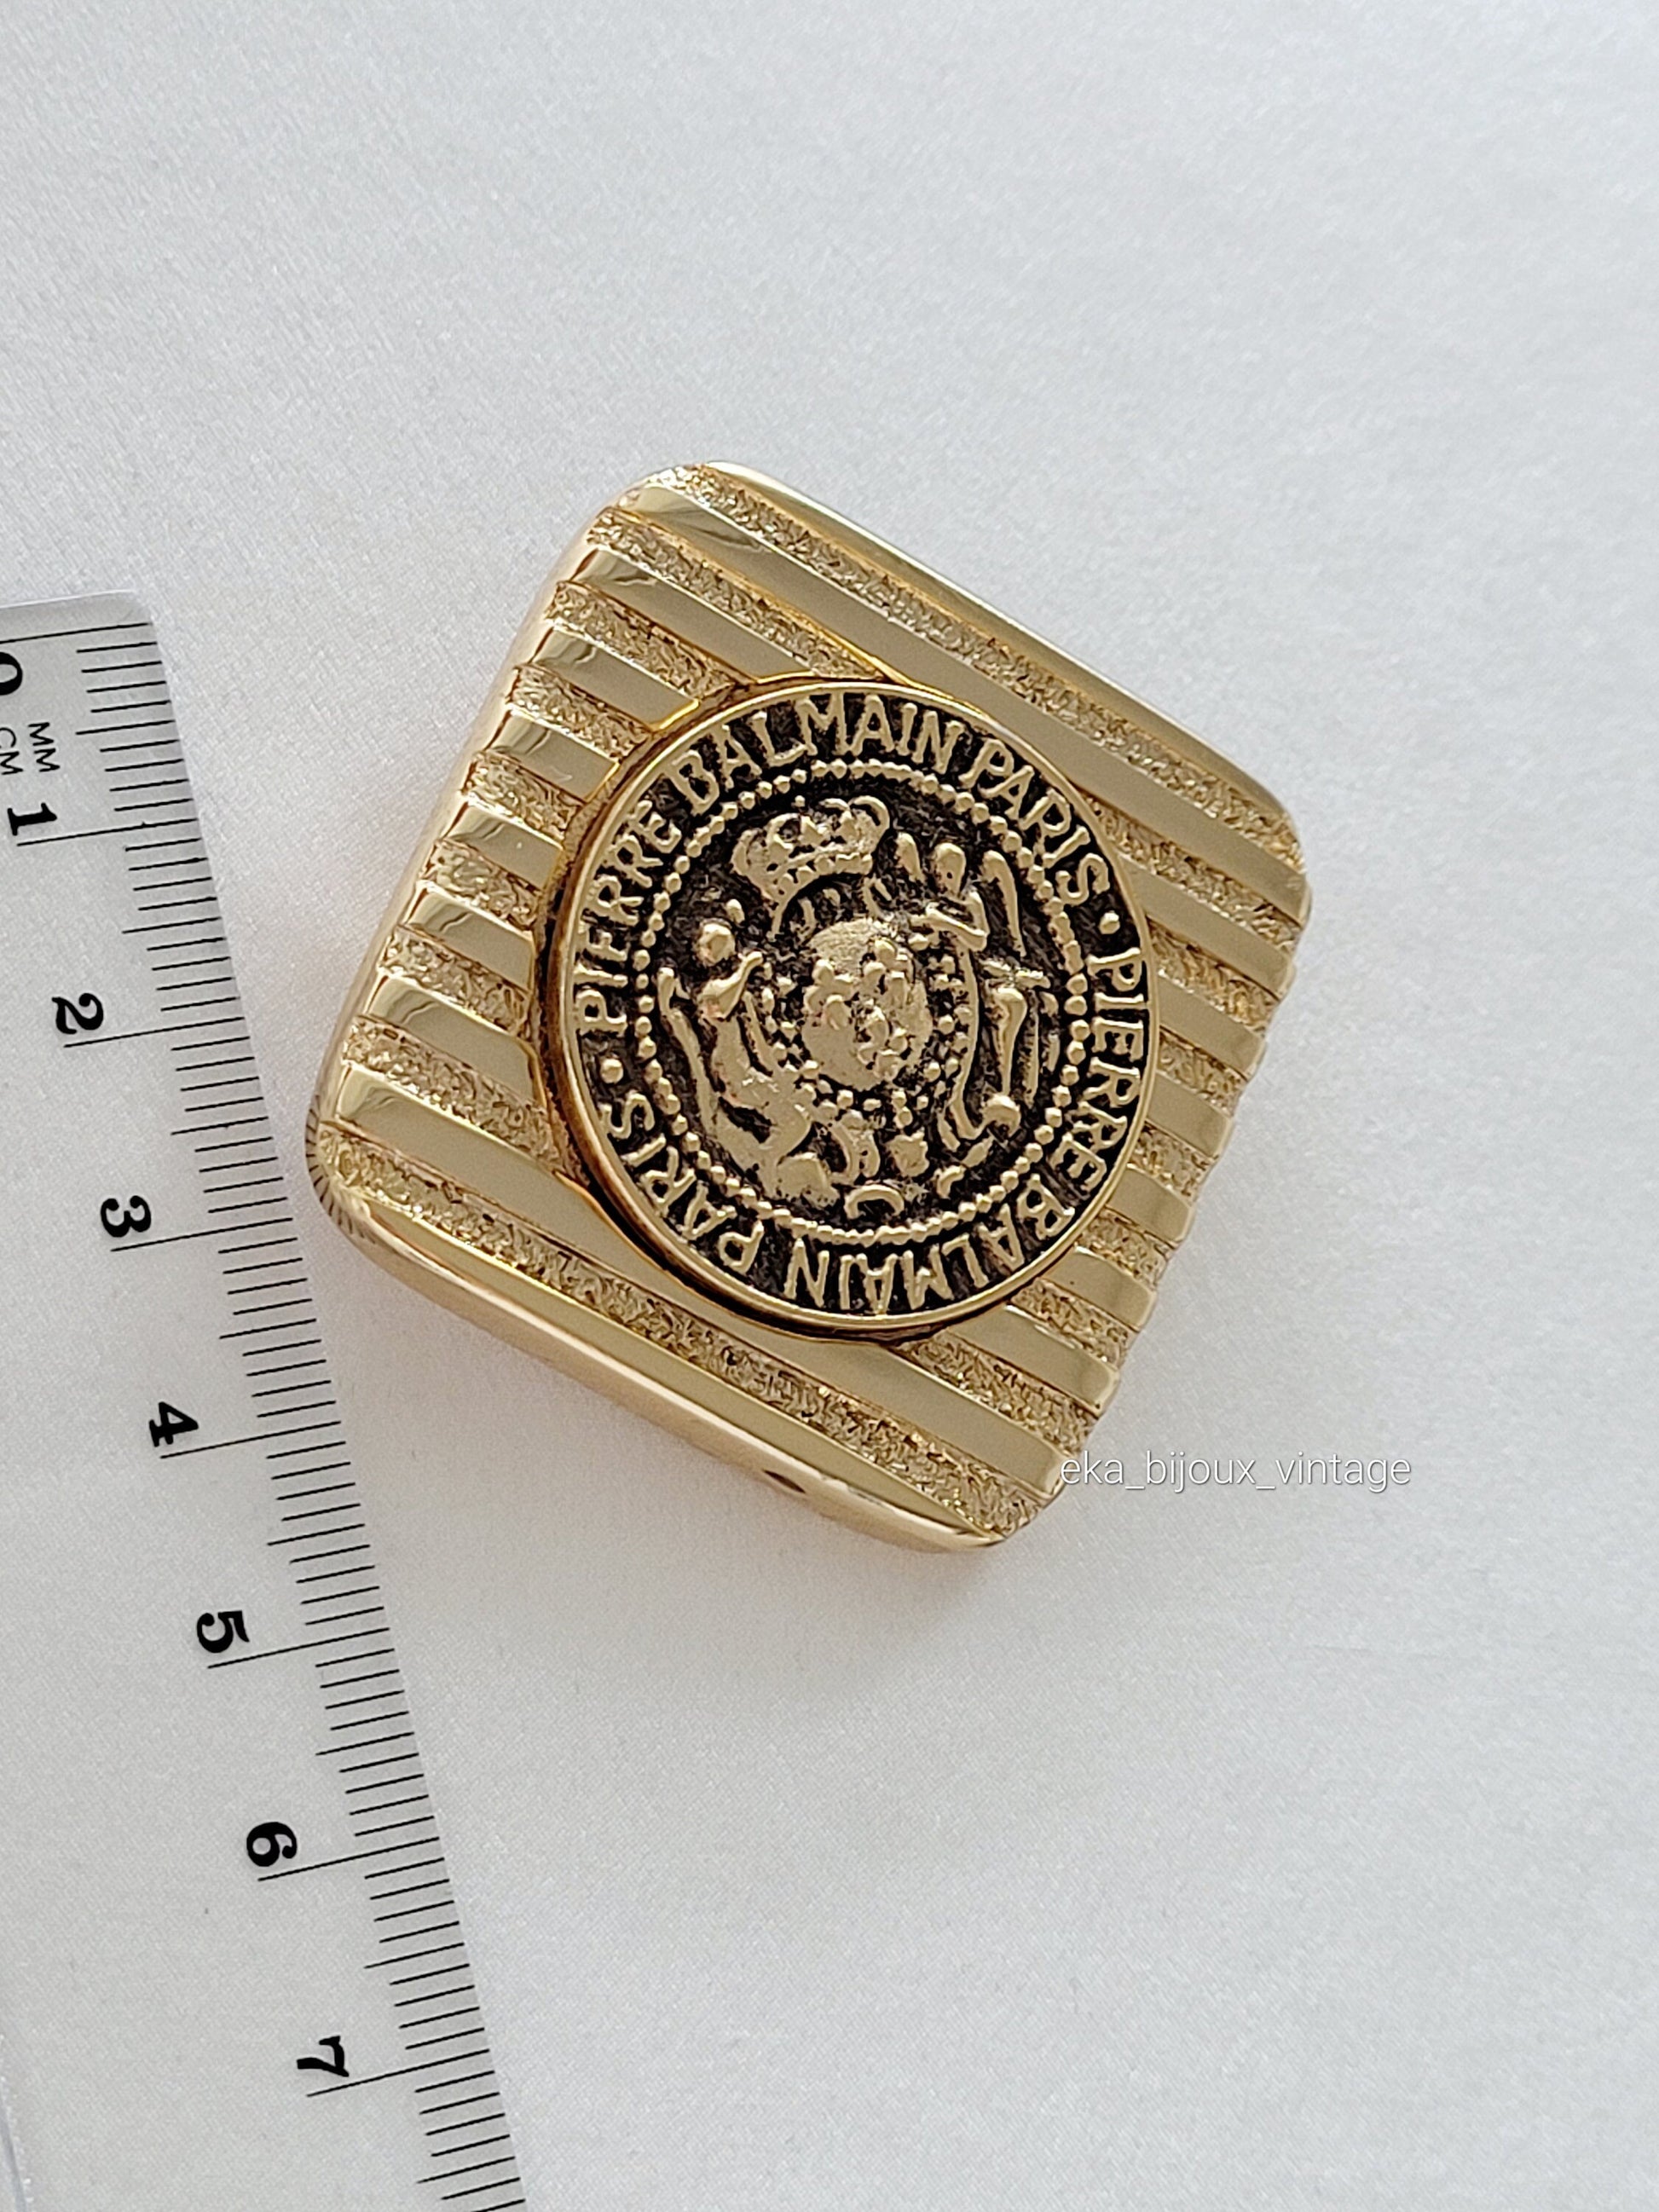 PIERRE BALMAIN PARIS • PIERRE BALMAIN PARIS •
0
MM
CM
1
2
3
4
5
6
7
eka_bijoux_vintage